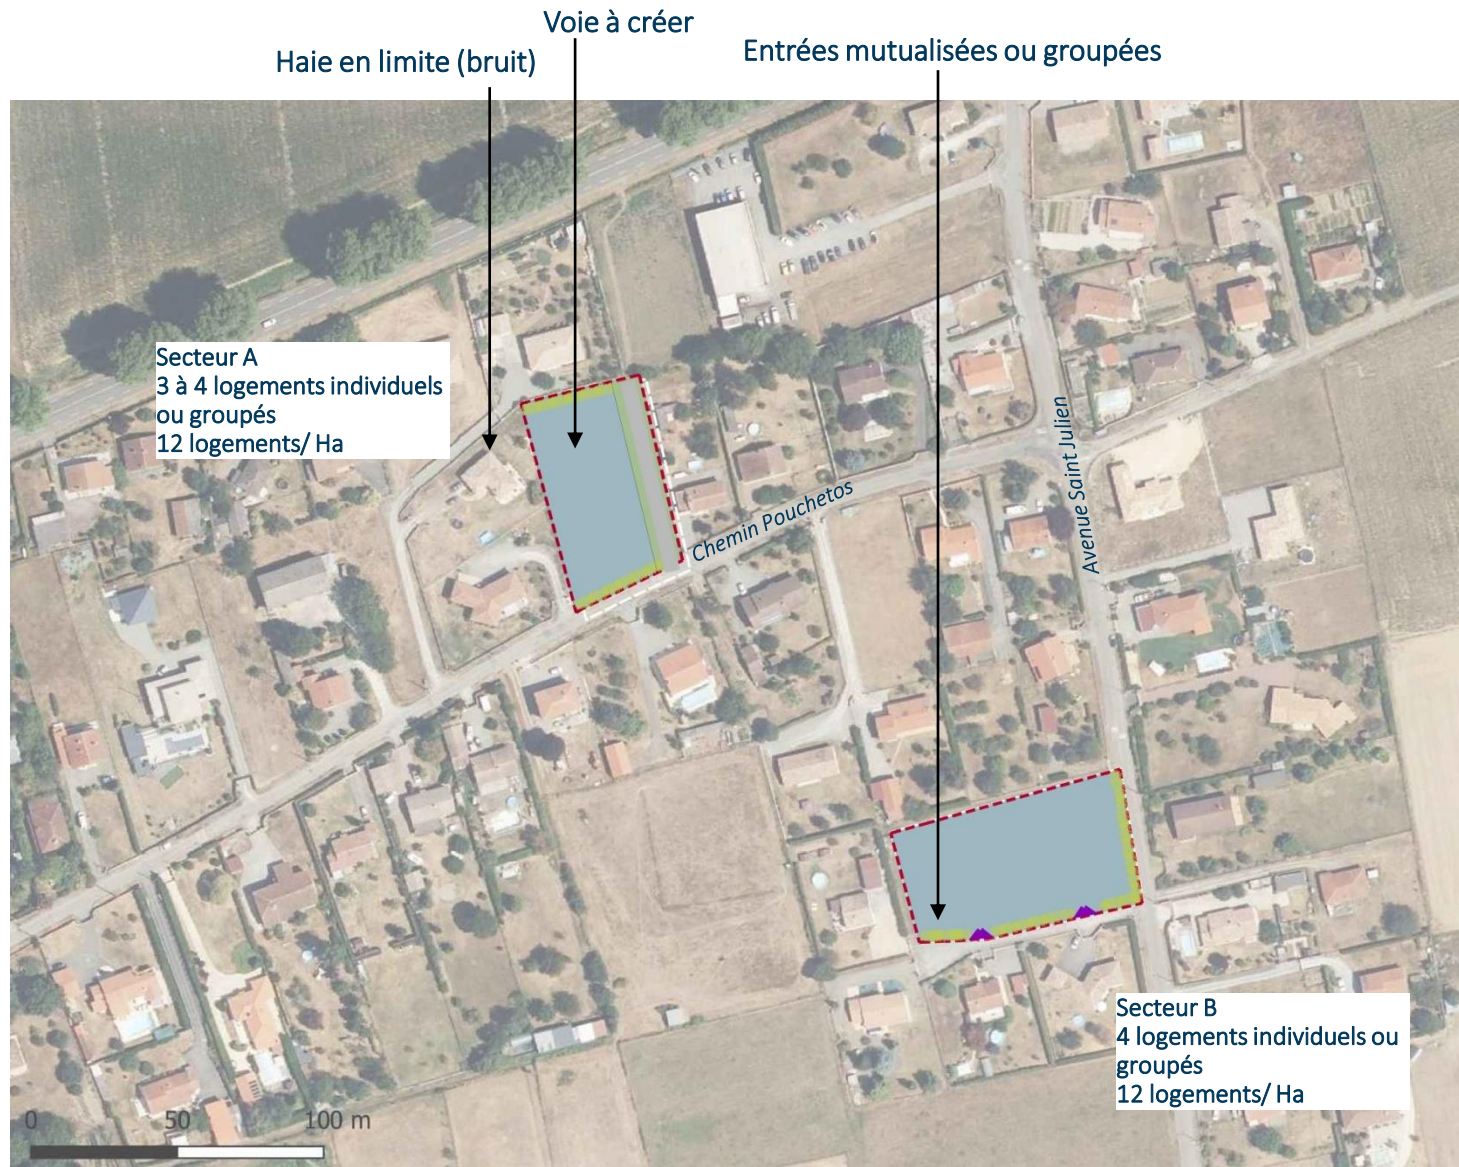 Voie à créer
Haie en limite (bruit)
Entrées mutualisées ou groupées
Secteur A
3 à 4 logements individuels
ou groupés
12 logements/ Ha
Avenue Saint Julien
Chemin Pouchetos
Secteur B
4 logements individuels ou
groupés
12 logements/ Ha
0 50 100 m